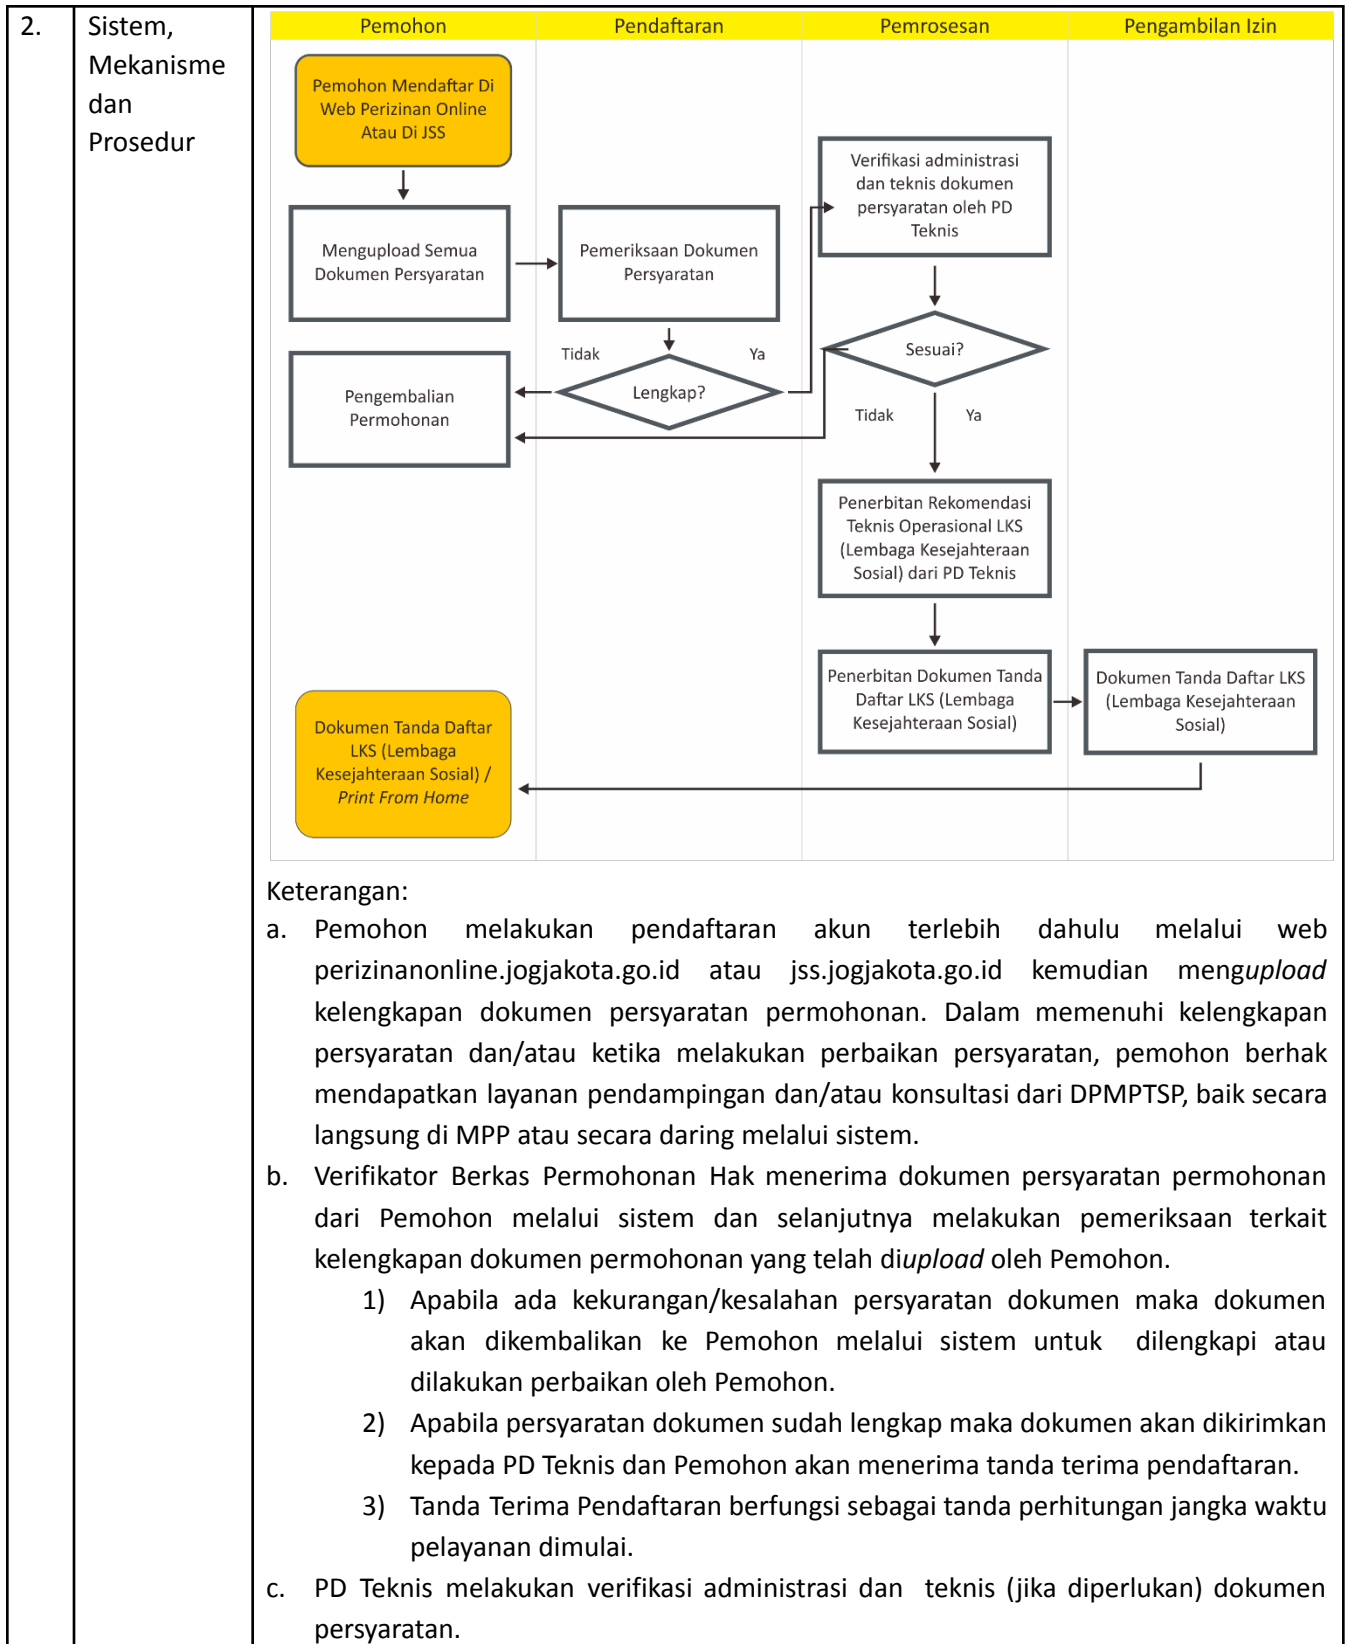 2.
Sistem,
Mekanisme
dan
Prosedur
Pemohon
Pendaftaran
Pemrosesan
Pengambilan Izin
Pemohon Mendaftar Di
Web Perizinan Online
Atau Di JSS
Mengupload Semua
Dokumen Persyaratan
Pemeriksaan Dokumen
Persyaratan
Verifikasi administrasi
dan teknis dokumen
persyaratan oleh PD
Teknis
Tidak
Ya
Lengkap?
Pengembalian
Permohonan
Sesuai?
Tidak
Ya
Penerbitan Rekomendasi
Teknis Operasional LKS
(Lembaga Kesejahteraan
Sosial) dari PD Teknis
Penerbitan Dokumen Tanda
Daftar LKS (Lembaga
Kesejahteraan Sosial)
Dokumen Tanda Daftar LKS
(Lembaga Kesejahteraan
Sosial)
Dokumen Tanda Daftar
LKS (Lembaga
Kesejahteraan Sosial) /
Print From Home
Keterangan:
a. Pemohon melakukan pendaftaran akun terlebih dahulu melalui web
perizinanonline.jogjakota.go.id atau jss.jogjakota.go.id kemudian mengupload
kelengkapan dokumen persyaratan permohonan. Dalam memenuhi kelengkapan
persyaratan dan/atau ketika melakukan perbaikan persyaratan, pemohon berhak
mendapatkan layanan pendampingan dan/atau konsultasi dari DPMPTSP, baik secara
langsung di MPP atau secara daring melalui sistem.
b. Verifikator Berkas Permohonan Hak menerima dokumen persyaratan permohonan
dari Pemohon melalui sistem dan selanjutnya melakukan pemeriksaan terkait
kelengkapan dokumen permohonan yang telah diupload oleh Pemohon.
1) Apabila ada kekurangan/kesalahan persyaratan dokumen maka dokumen
akan dikembalikan ke Pemohon melalui sistem untuk dilengkapi atau
dilakukan perbaikan oleh Pemohon.
2) Apabila persyaratan dokumen sudah lengkap maka dokumen akan dikirimkan
kepada PD Teknis dan Pemohon akan menerima tanda terima pendaftaran.
3) Tanda Terima Pendaftaran berfungsi sebagai tanda perhitungan jangka waktu
pelayanan dimulai.
c. PD Teknis melakukan verifikasi administrasi dan teknis (jika diperlukan) dokumen
persyaratan.